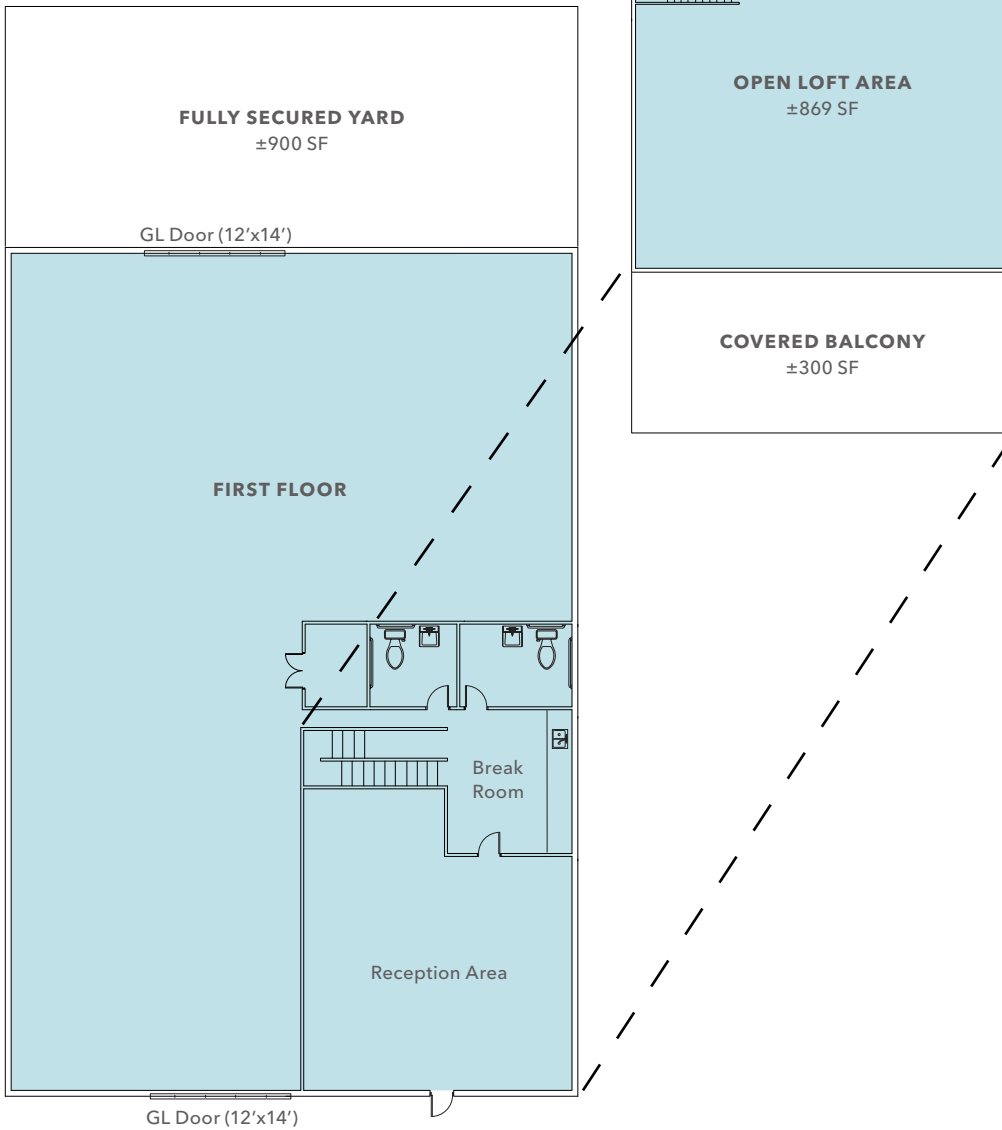 FULLY SECURED YARD
±900 SF
GL Door (12’x14’)
FIRST FLOOR
Break
Room
Reception Area
GL Door (12’x14’)
OPEN LOFT AREA
±869 SF
COVERED BALCONY
±300 SF